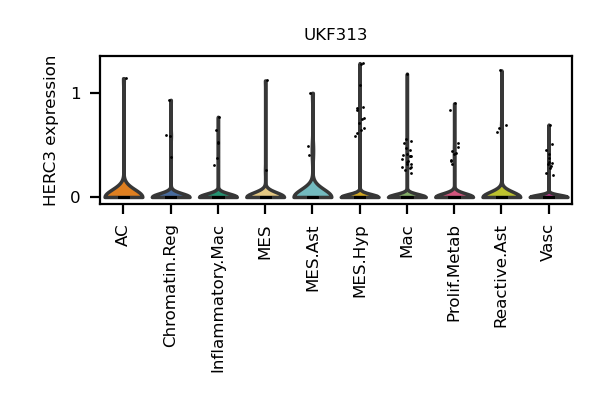 UKF313
HERC3 expression
1
0
AC
Chromatin.Reg
Inflammatory.Mac
MES
MES.Ast
MES.Hyp
Mac
Prolif.Metab
Reactive.Ast
Vasc